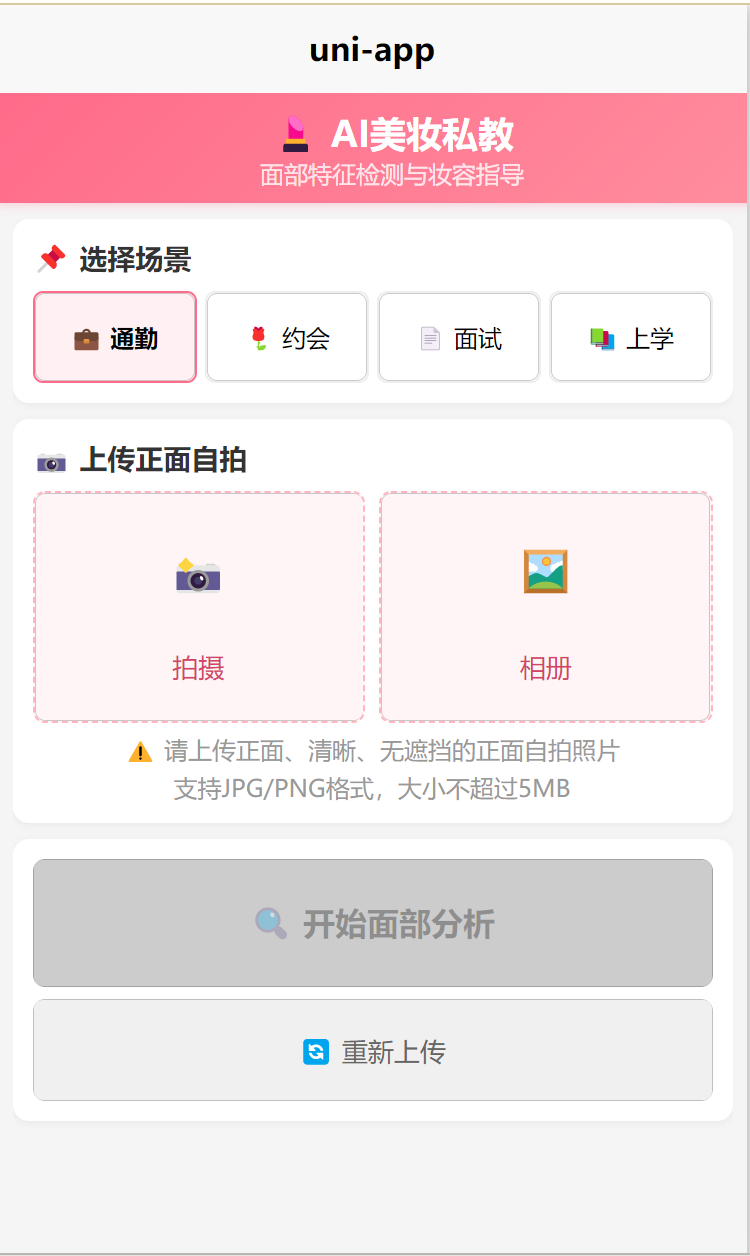 uni-app
AI美妆私教
面部特征检测与妆容指导
选择场景
通勤
约会
面试
上学
上传正面自拍
拍摄
相册
请上传正面、清晰、无遮挡的正面自拍照片
支持JPG/PNG格式，大小不超过5MB
开始面部分析
重新上传